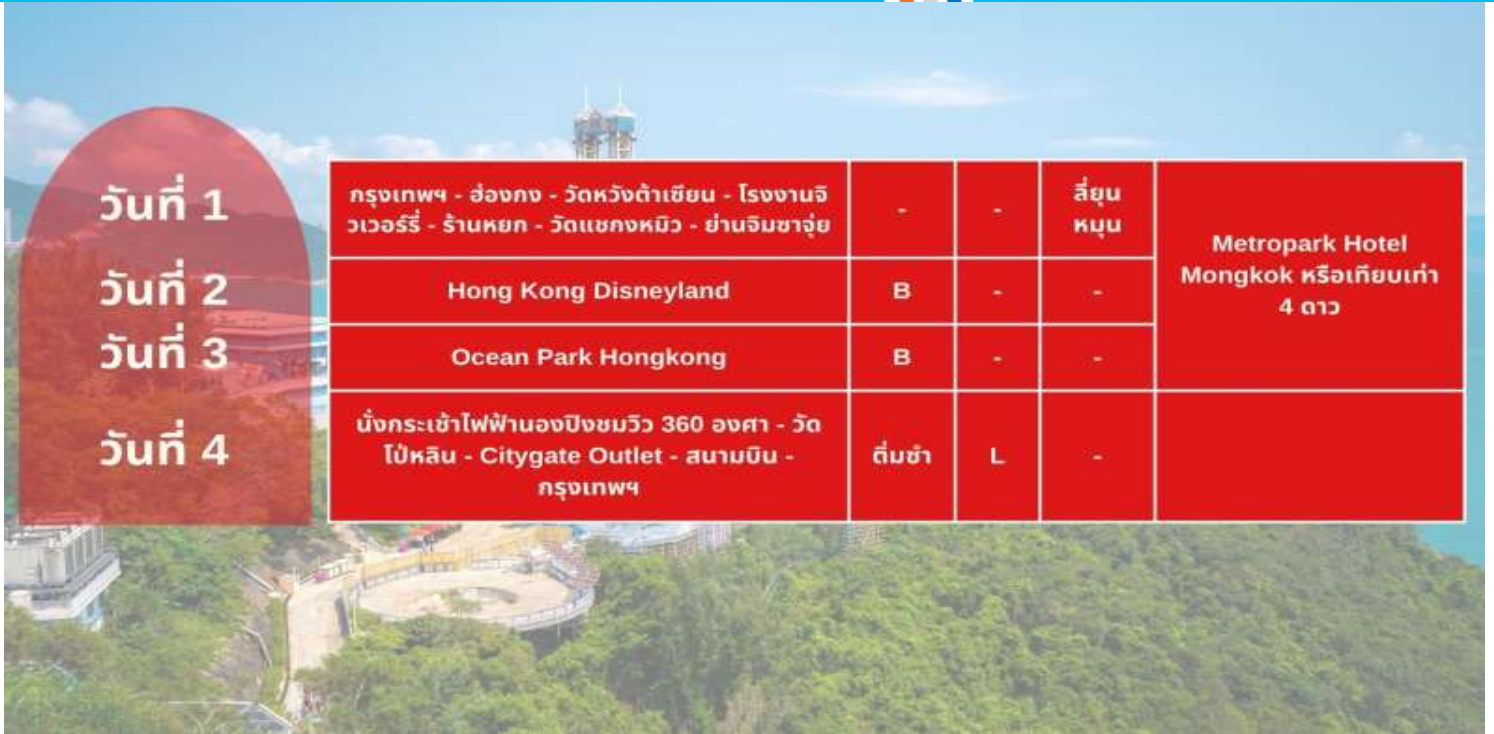 วันที่ 1
กรุงเทพฯ - ฮ่องกง - วัดหวังต้าเซียน - โรงงานจิ
วเวอร์รี่ - ร้านหยก - วัดแชกงหมิว - ย่านจิมซาจุ่ย
-
-
ลี่ยุน
หมุน
Metropark Hotel
Mongkok หรือเทียบเท่า
4 ดาว
วันที่ 2
Hong Kong Disneyland
B
-
-
วันที่ 3
Ocean Park Hongkong
B
-
-
วันที่ 4
นั่งกระเช้าไฟฟ้านองปิงชมวิว 360 องศา - วัด
โป่หลิน - Citygate Outlet - สนามบิน -
กรุงเทพฯ
ติ่มซำ
L
-